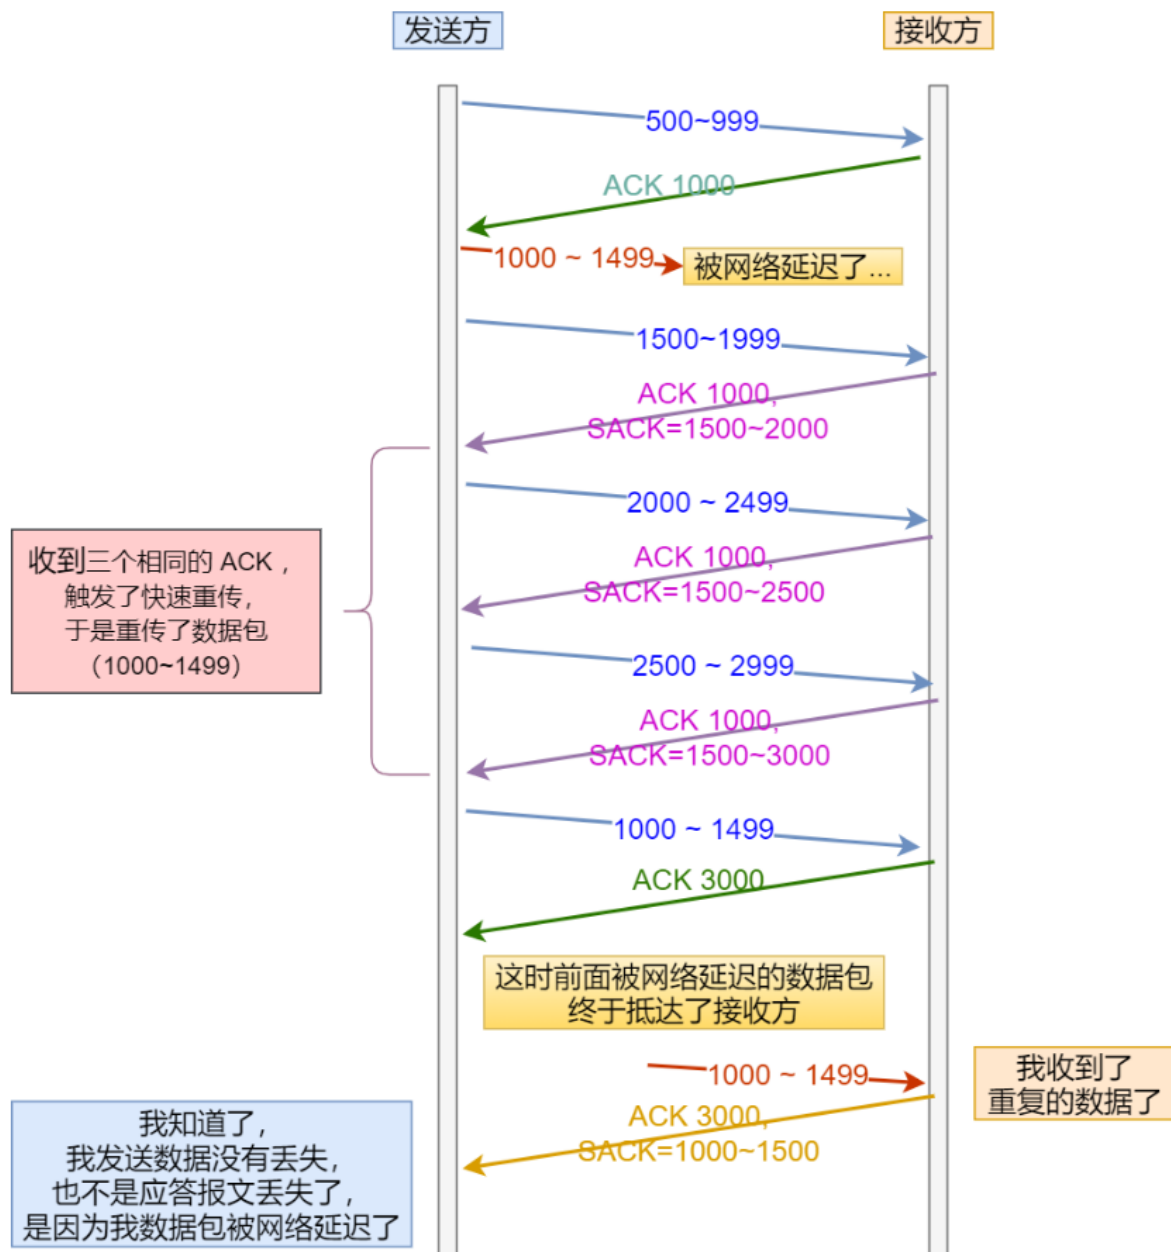 发送方
接收方
500~999
ACK 1000
1000 ~ 1499
被网络延迟了...
1500~1999
ACK 1000,
SACK=1500~2000
2000 ~ 2499
收到三个相同的 ACK ，
触发了快速重传，
于是重传了数据包
（1000~1499）
ACK 1000,
SACK=1500~2500
2500 ~ 2999
ACK 1000,
SACK=1500~3000
1000 ~ 1499
ACK 3000
这时前面被网络延迟的数据包
终于抵达了接收方
1000 ~ 1499
我收到了
重复的数据了
ACK 3000,
SACK=1000~1500
我知道了，
我发送数据没有丢失，
也不是应答报文丢失了，
是因为我数据包被网络延迟了